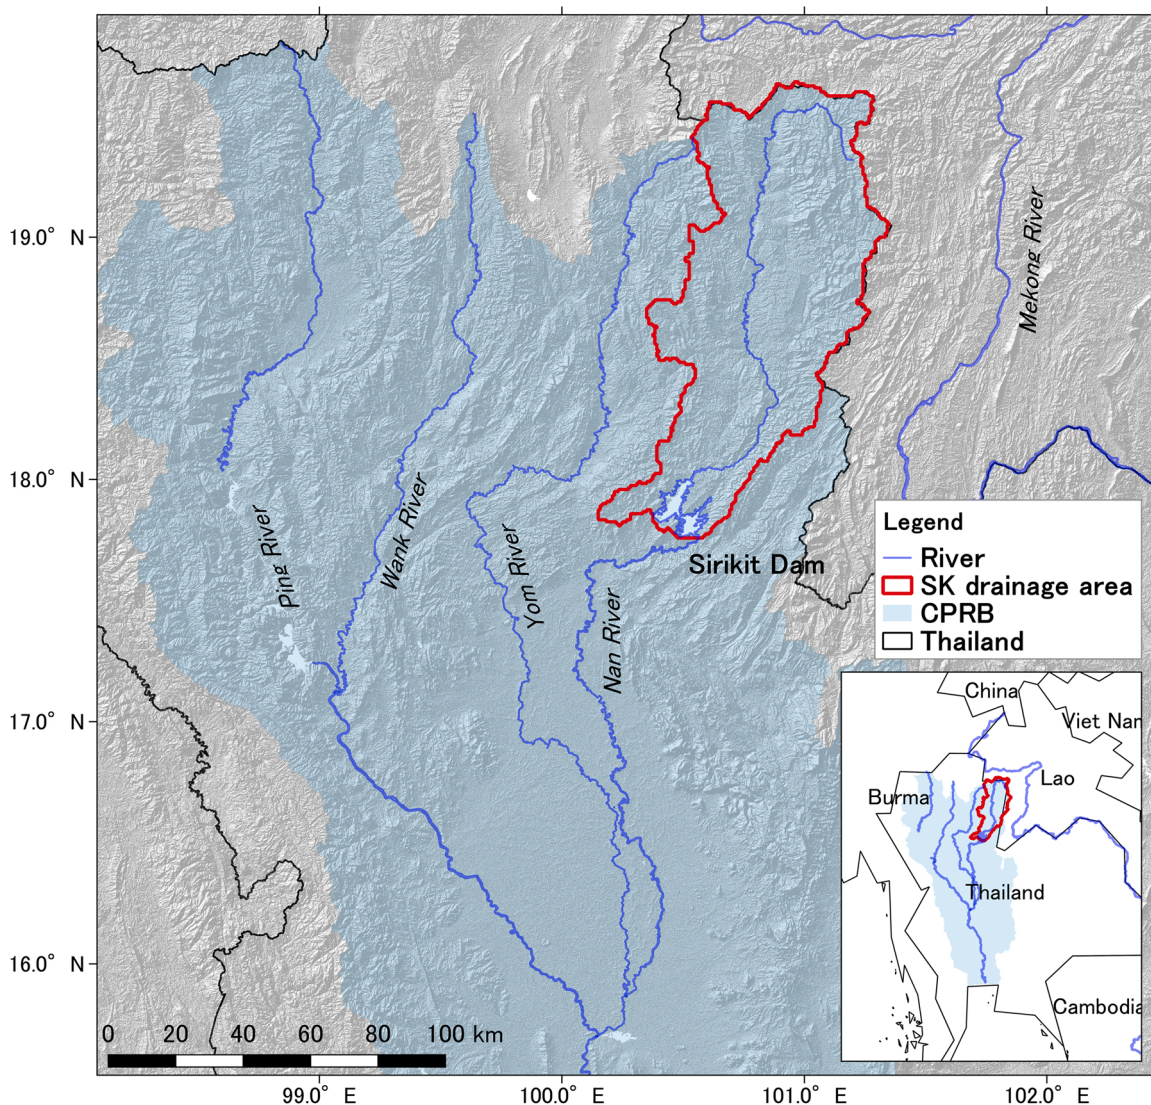 19.0° N
18.0° N
17.0° N
16.0° N
99.0° E
100.0° E
101.0° E
102.0° E
Ping River
Wank River
Yom River
Nan River
Mekong River
Sirikit Dam
0 20 40 60 80 100 km
Legend
River
SK drainage area
CPRB
Thailand
China
Viet Nar
Lao
Burma
Thailand
Cambodia